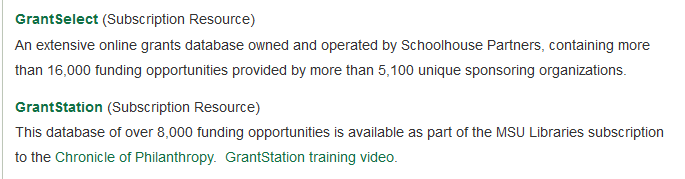 GrantSelect (Subscription Resource)
An extensive online grants database owned and operated by Schoolhouse Partners, containing more
than 16,000 funding opportunities provided by more than 5,100 unique sponsoring organizations.
GrantStation (Subscription Resource)
This database of over 8,000 funding opportunities is available as part of the MSU Libraries subscription
to the Chronicle of Philanthropy.  GrantStation training video.